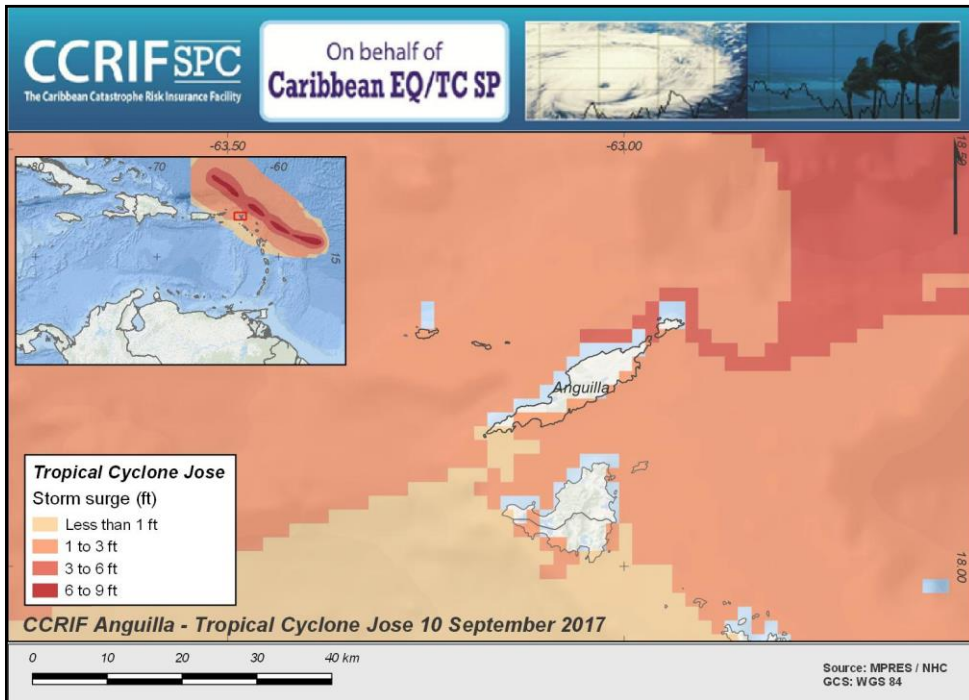 CCRIF SPC
The Caribbean Catastrophe Risk Insurance Facility
On behalf of
Caribbean EQ/TC SP
-63,50
-63,00
18,50
-80
-70
-60
15
Anguilla
18,00
Tropical Cyclone Jose
Storm surge (ft)
Less than 1 ft
1 to 3 ft
3 to 6 ft
6 to 9 ft
CCRIF Anguilla - Tropical Cyclone Jose 10 September 2017
0 10 20 30 40 km
Source: MPRES / NHC
GCS: WGS 84